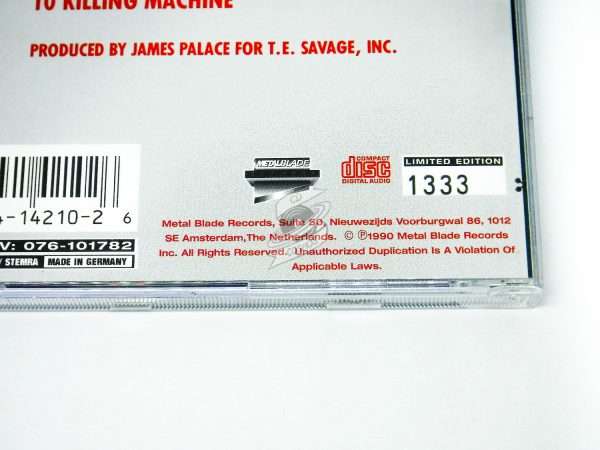 10 KILLING MACHINE
PRODUCED BY JAMES PALACE FOR T.E. SAVAGE, INC.
METALBLADE
COMPACT
disc
DIGITAL AUDIO
LIMITED EDITION
1333
4-14210-2 6
Metal Blade Records, Suite 5D, Nieuwezijds Voorburgwal 86, 1012
SE Amsterdam,The Netherlands. © ℗1990 Metal Blade Records
Inc. All Rights Reserved. Unauthorized Duplication Is A Violation Of
Applicable Laws.
V: 076-101782
/ STEMRA MADE IN GERMANY